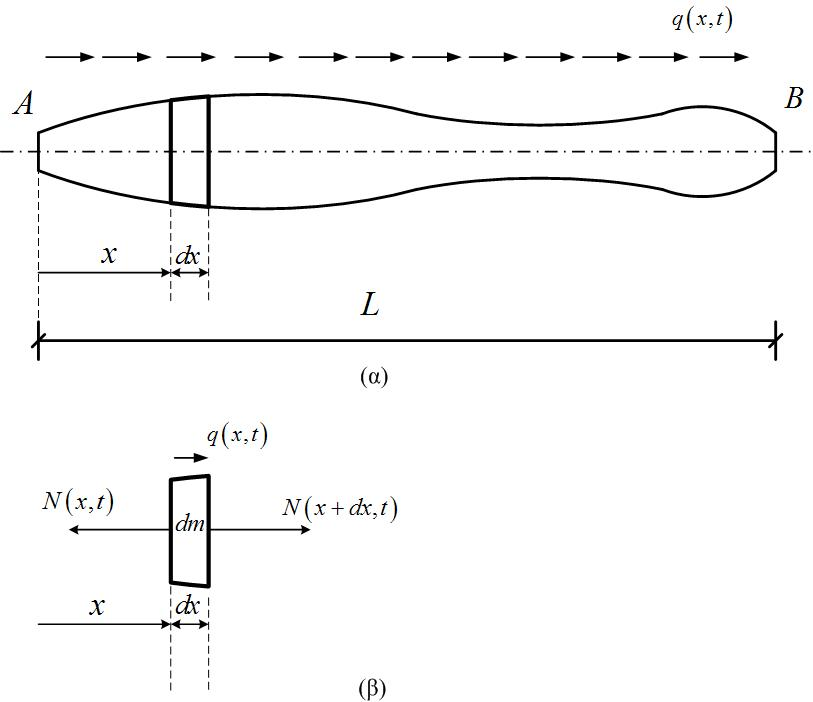 q(x,t)
A
B
x
dx
L
(α)
q(x,t)
N(x,t)
dm
N(x+dx,t)
x
dx
(β)